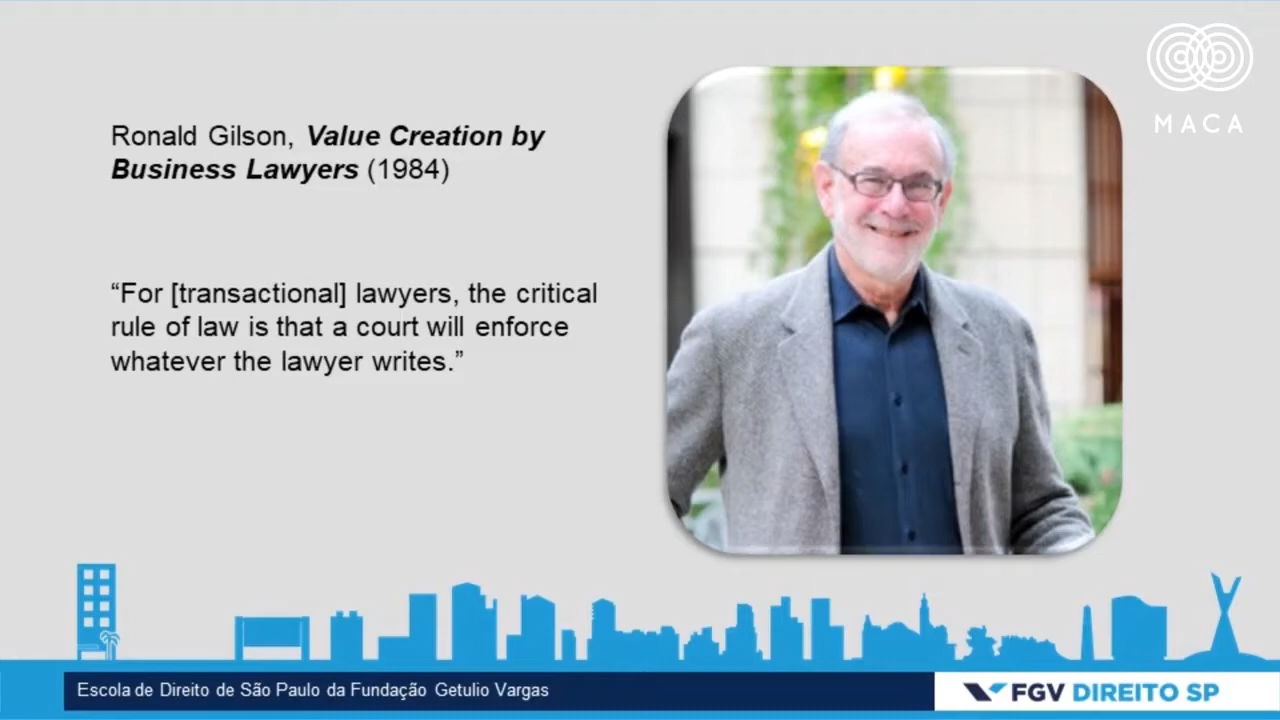 MACA
Ronald Gilson, Value Creation by
Business Lawyers (1984)
“For [transactional] lawyers, the critical
rule of law is that a court will enforce
whatever the lawyer writes.”
Escola de Direito de São Paulo da Fundação Getulio Vargas
FGV DIREITO SP